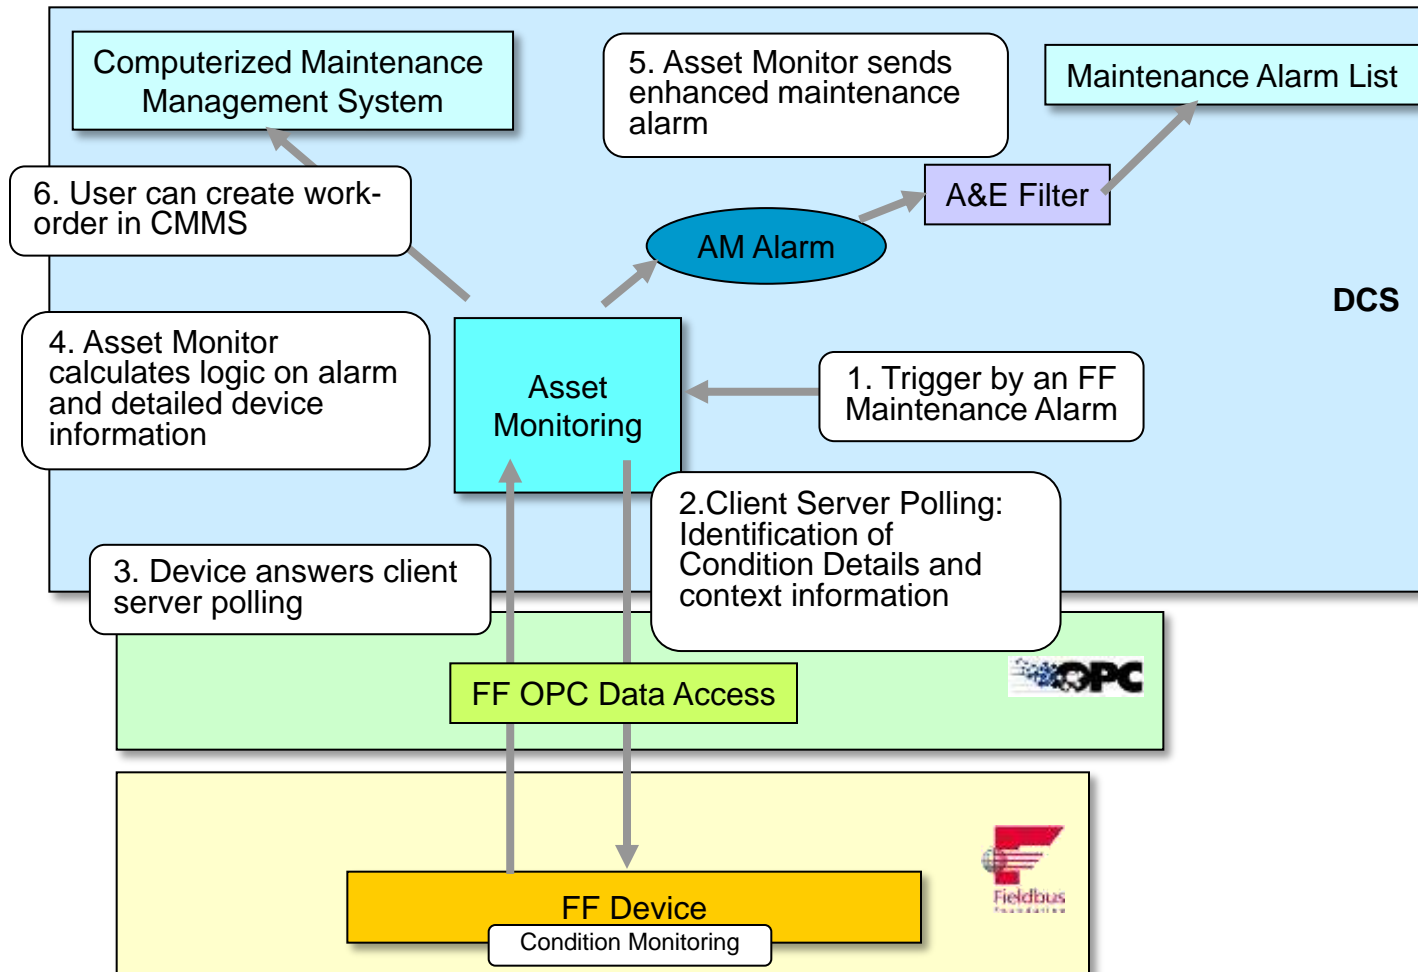 Computerized Maintenance
Management System
5. Asset Monitor sends
enhanced maintenance
alarm
Maintenance Alarm List
6. User can create work-
order in CMMS
A&E Filter
AM Alarm
DCS
4. Asset Monitor
calculates logic on alarm
and detailed device
information
Asset
Monitoring
1. Trigger by an FF
Maintenance Alarm
2.Client Server Polling:
Identification of
Condition Details and
context information
3. Device answers client
server polling
FF OPC Data Access
OPC
Fieldbus
Foundation
FF Device
Condition Monitoring